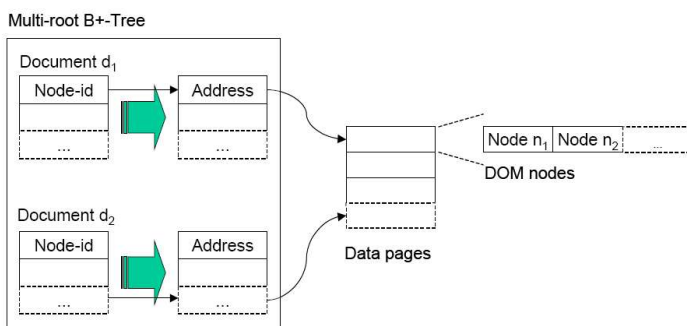 Multi-root B+-Tree
Document d1
Node-id Address
... ...
Node n1 Node n2 ...
DOM nodes
Document d2
Node-id Address
... ...
Data pages